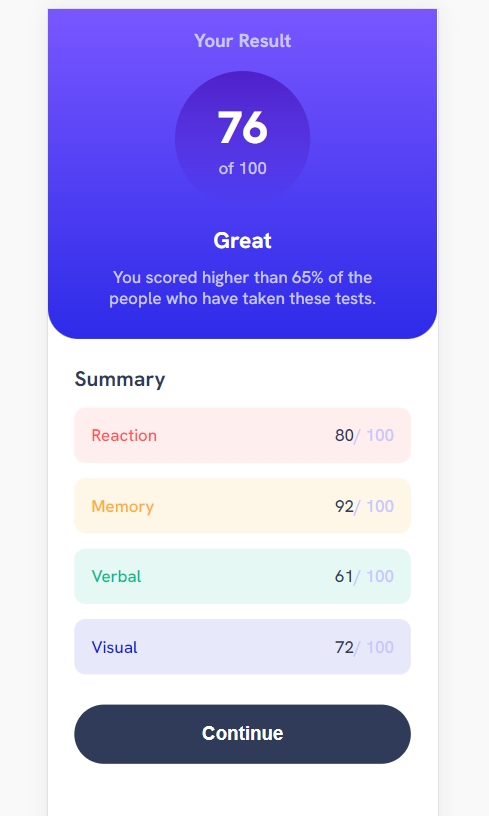 Your Result
76
of 100
Great
You scored higher than 65% of the
people who have taken these tests.
Summary
Reaction 80/ 100
Memory 92/ 100
Verbal 61/ 100
Visual 72/ 100
Continue